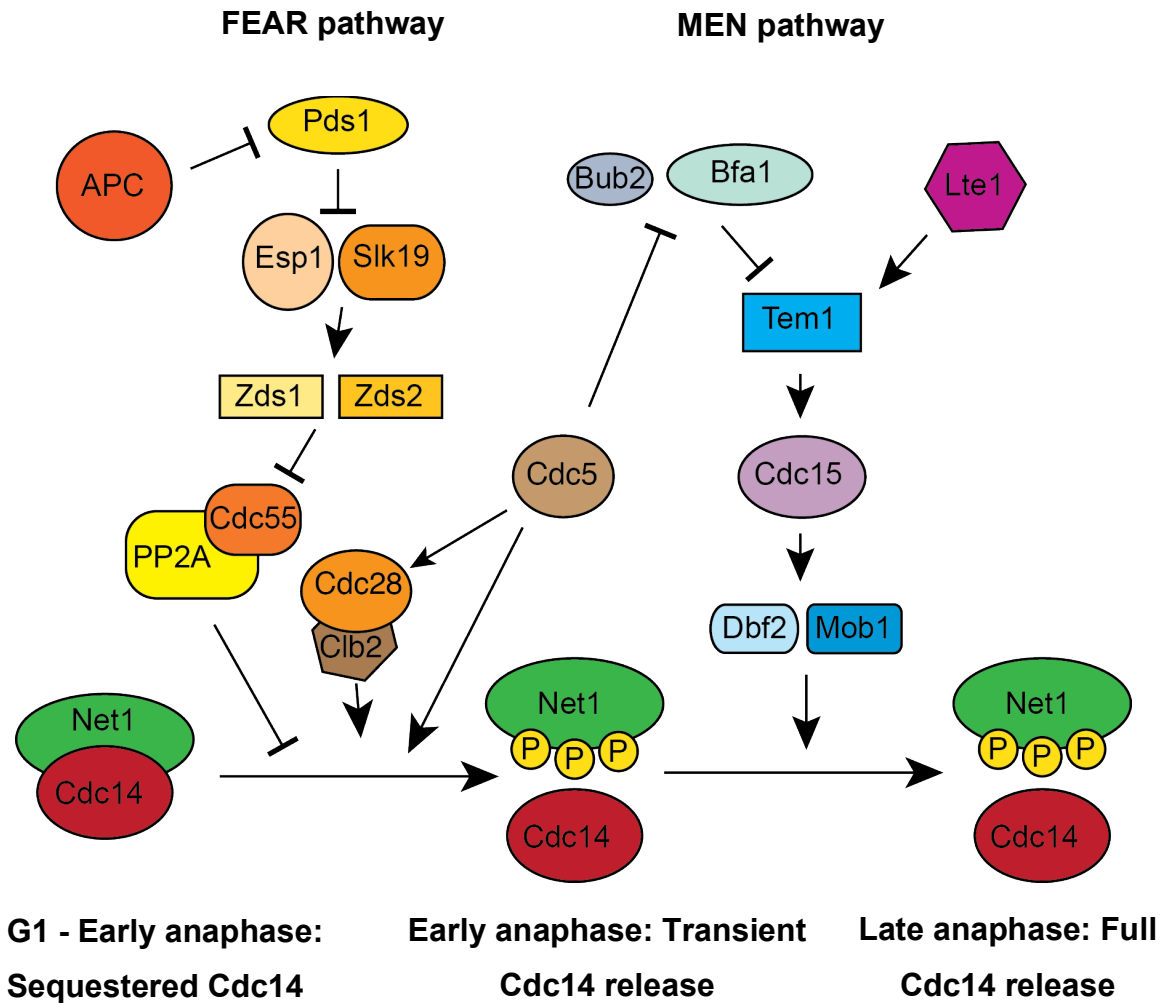 FEAR pathway
MEN pathway
Pds1
APC
Bub2
Bfa1
Lte1
Esp1
Slk19
Tem1
Zds1
Zds2
Cdc5
Cdc15
Cdc55
PP2A
Cdc28
Clb2
Dbf2
Mob1
Net1
Cdc14
Net1
P P P
Cdc14
Net1
P P P
Cdc14
G1 - Early anaphase:
Sequestered Cdc14
Early anaphase: Transient
Cdc14 release
Late anaphase: Full
Cdc14 release